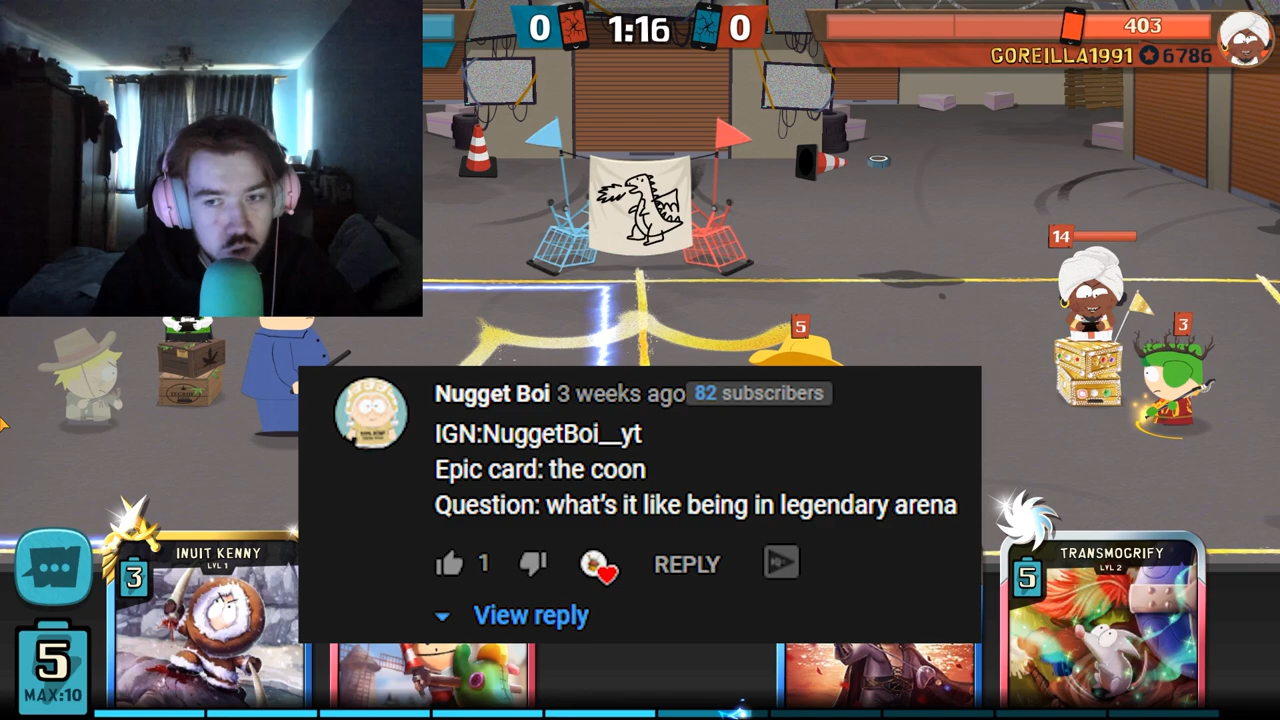 0 1:16 0
403
GOREILLA1991 6786
14
5
3
Nugget Boi 3 weeks ago 82 subscribers
IGN:NuggetBoi__yt
Epic card: the coon
Question: what's it like being in legendary arena
1 REPLY
View reply
INUIT KENNY
LVL 1
3
TRANSMOGRIFY
LVL 2
5
5
MAX:10